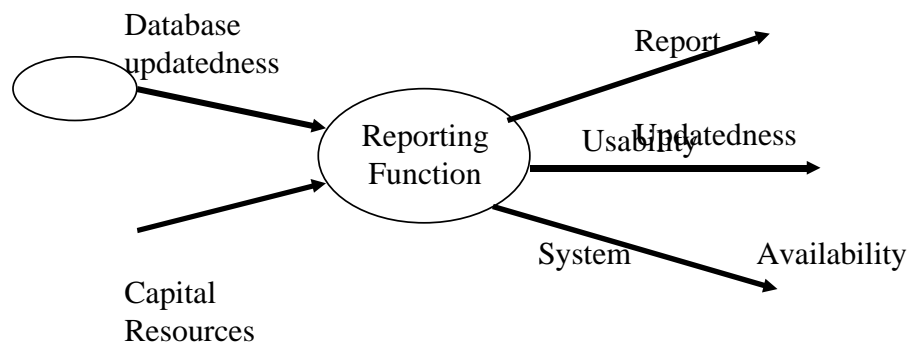 Database
updatedness
Report
Reporting
Function
Usability
Updatedness
System Availability
Capital
Resources